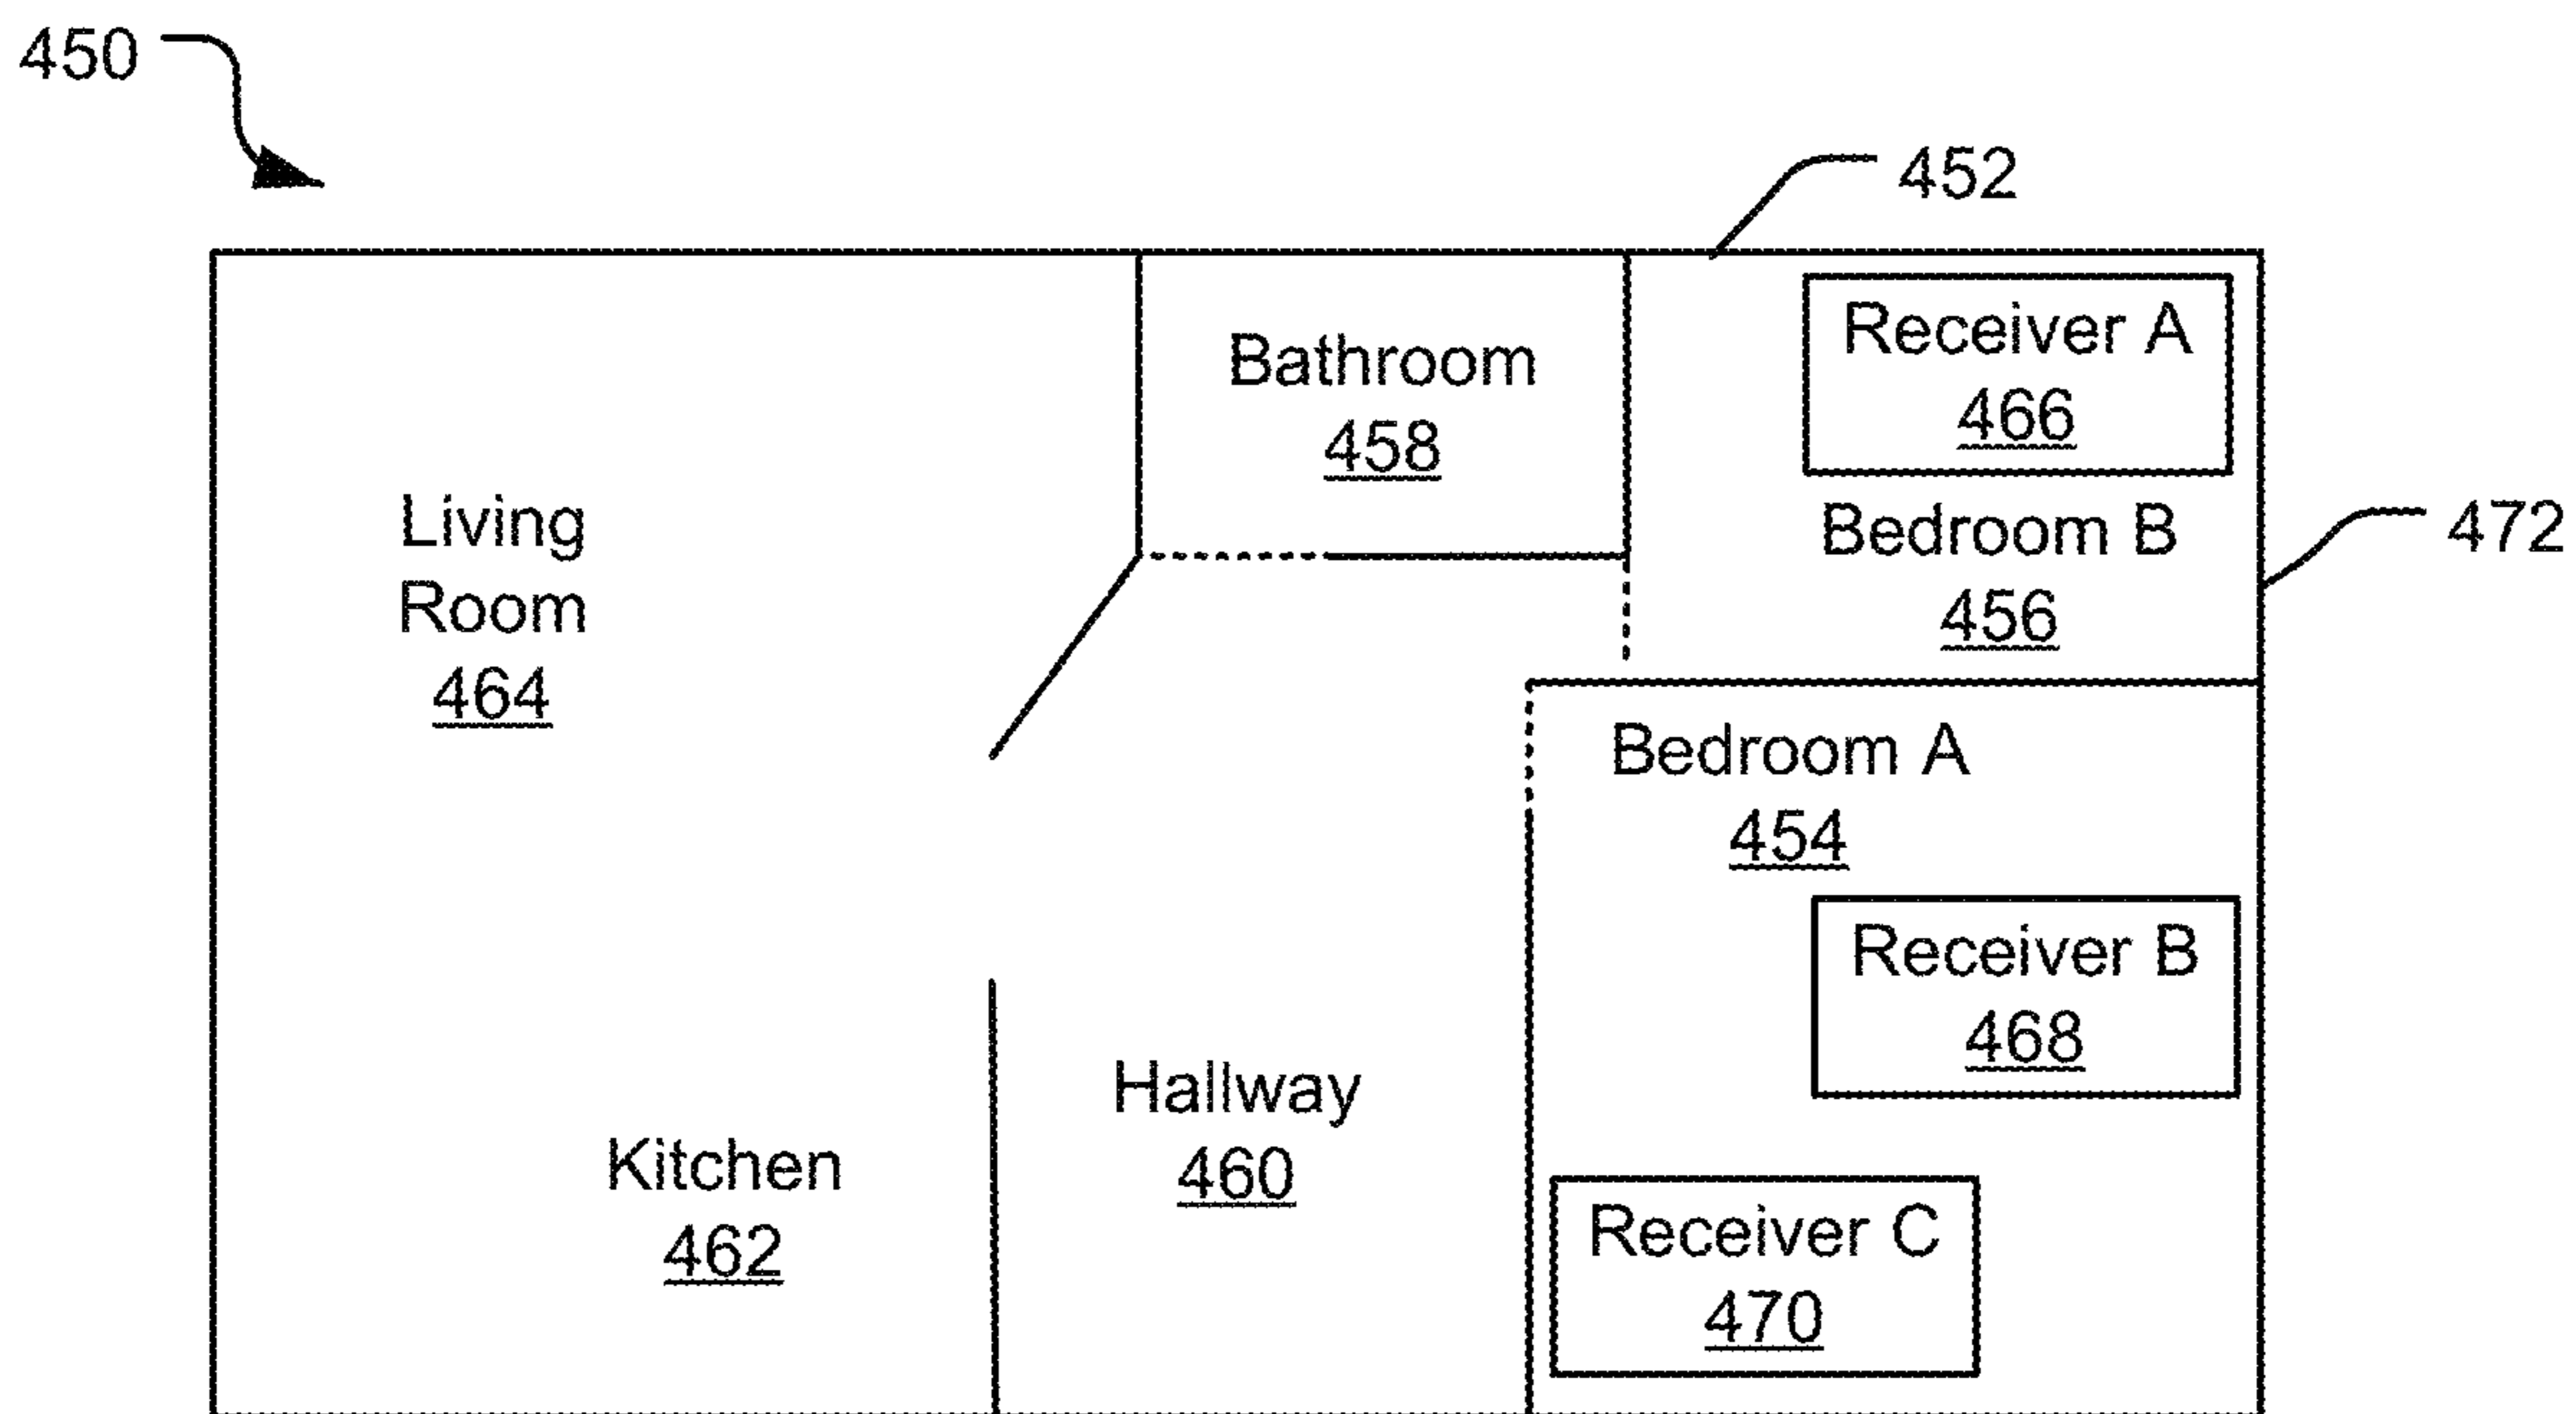 450
452
Receiver A
466
Bathroom
458
Bedroom B
456
472
Living
Room
464
Bedroom A
454
Receiver B
468
Hallway
460
Kitchen
462
Receiver C
470